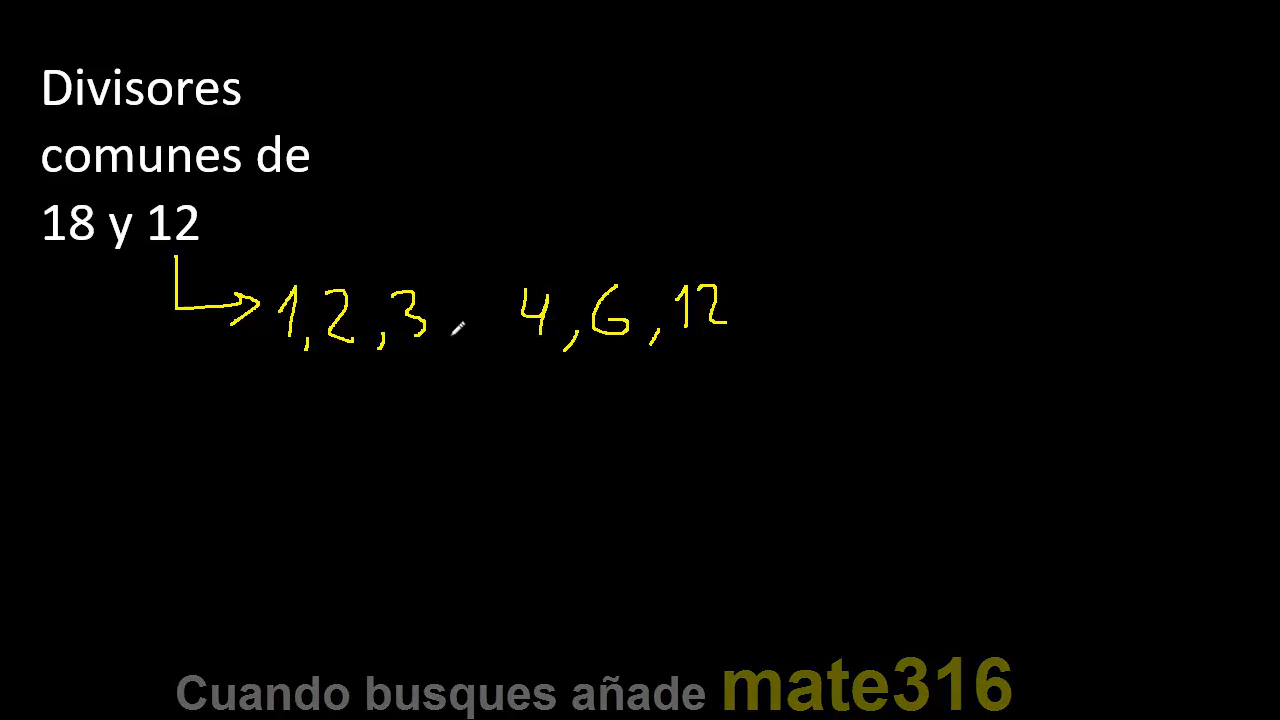 Divisores
comunes de
18 y 12
1, 2, 3, 4, 6, 12
Cuando busques añade mate316